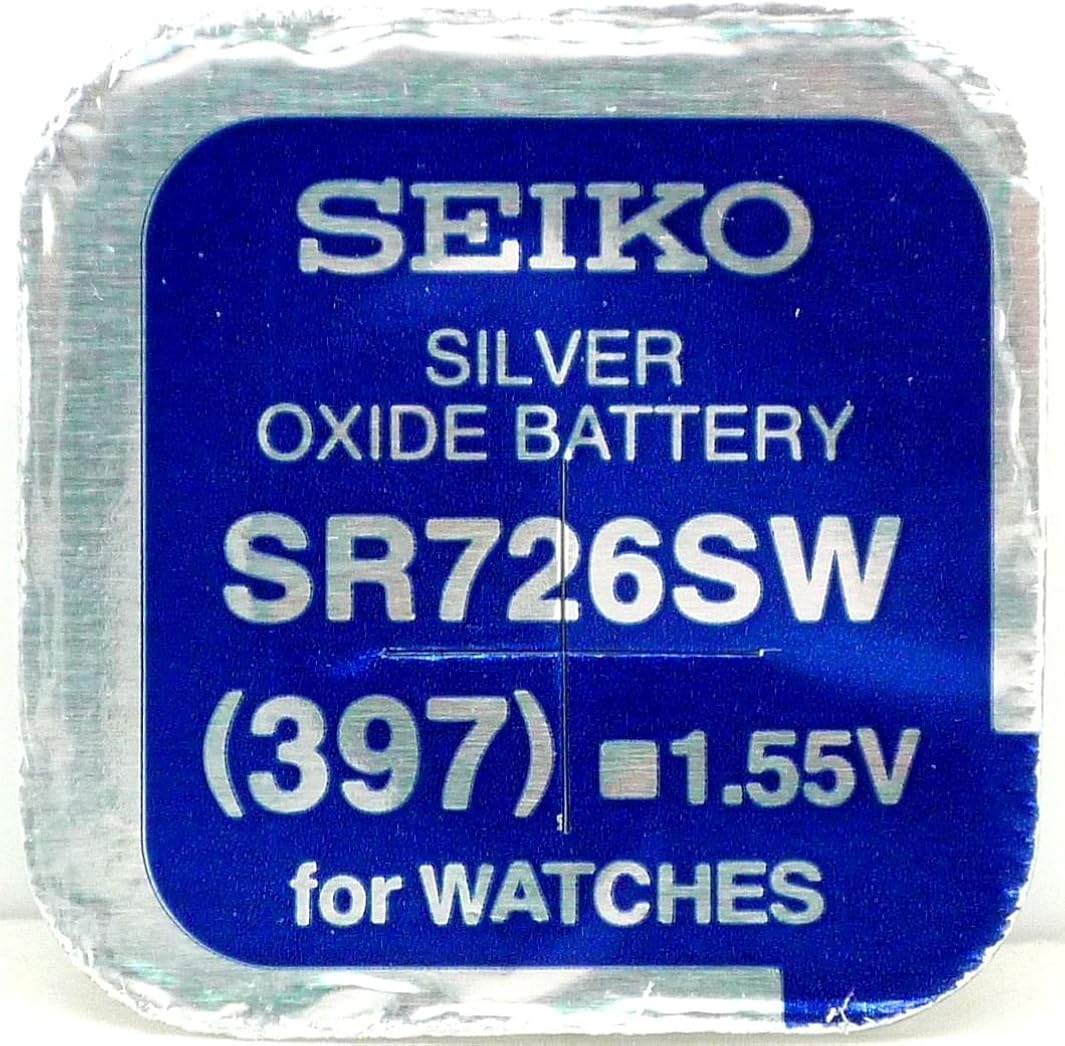 SEIKO
SILVER
OXIDE BATTERY
SR726SW
(397) ■1.55V
for WATCHES